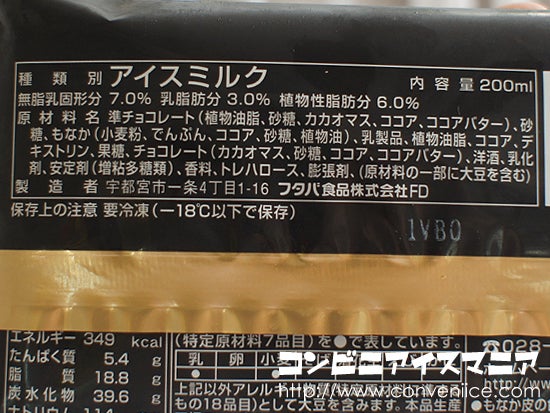 種類別 アイスミルク 内容量 200ml
無脂乳固形分 7.0% 乳脂肪分 3.0% 植物性脂肪分 6.0%
原材料名 準チョコレート(植物油脂、砂糖、カカオマス、ココア、ココアバター)、砂
糖、もなか(小麦粉、でんぷん、ココア、砂糖、植物油)、乳製品、植物油脂、ココア、デ
キストリン、果糖、チョコレート(カカオマス、砂糖、ココア、ココアバター)、洋酒、乳化
剤、安定剤(増粘多糖類)、香料、トレハロース、膨張剤、(原材料の一部に大豆を含む)
製造者 宇都宮市一条4丁目1-16 フタバ食品株式会社FD
保存上の注意 要冷凍(-18℃以下で保存)
1VB0
エネルギー 349 kcal
たんぱく質 5.4 g
脂質 18.8 g
炭水化物 39.6 g
(特定原材料7品目)を●で表しています。
乳 卵 小
☎028-
コンビニアイスマニア
http://www.convenice.com/
上記以外アレルギ
も の18品目)として大豆を含みます。本品生産